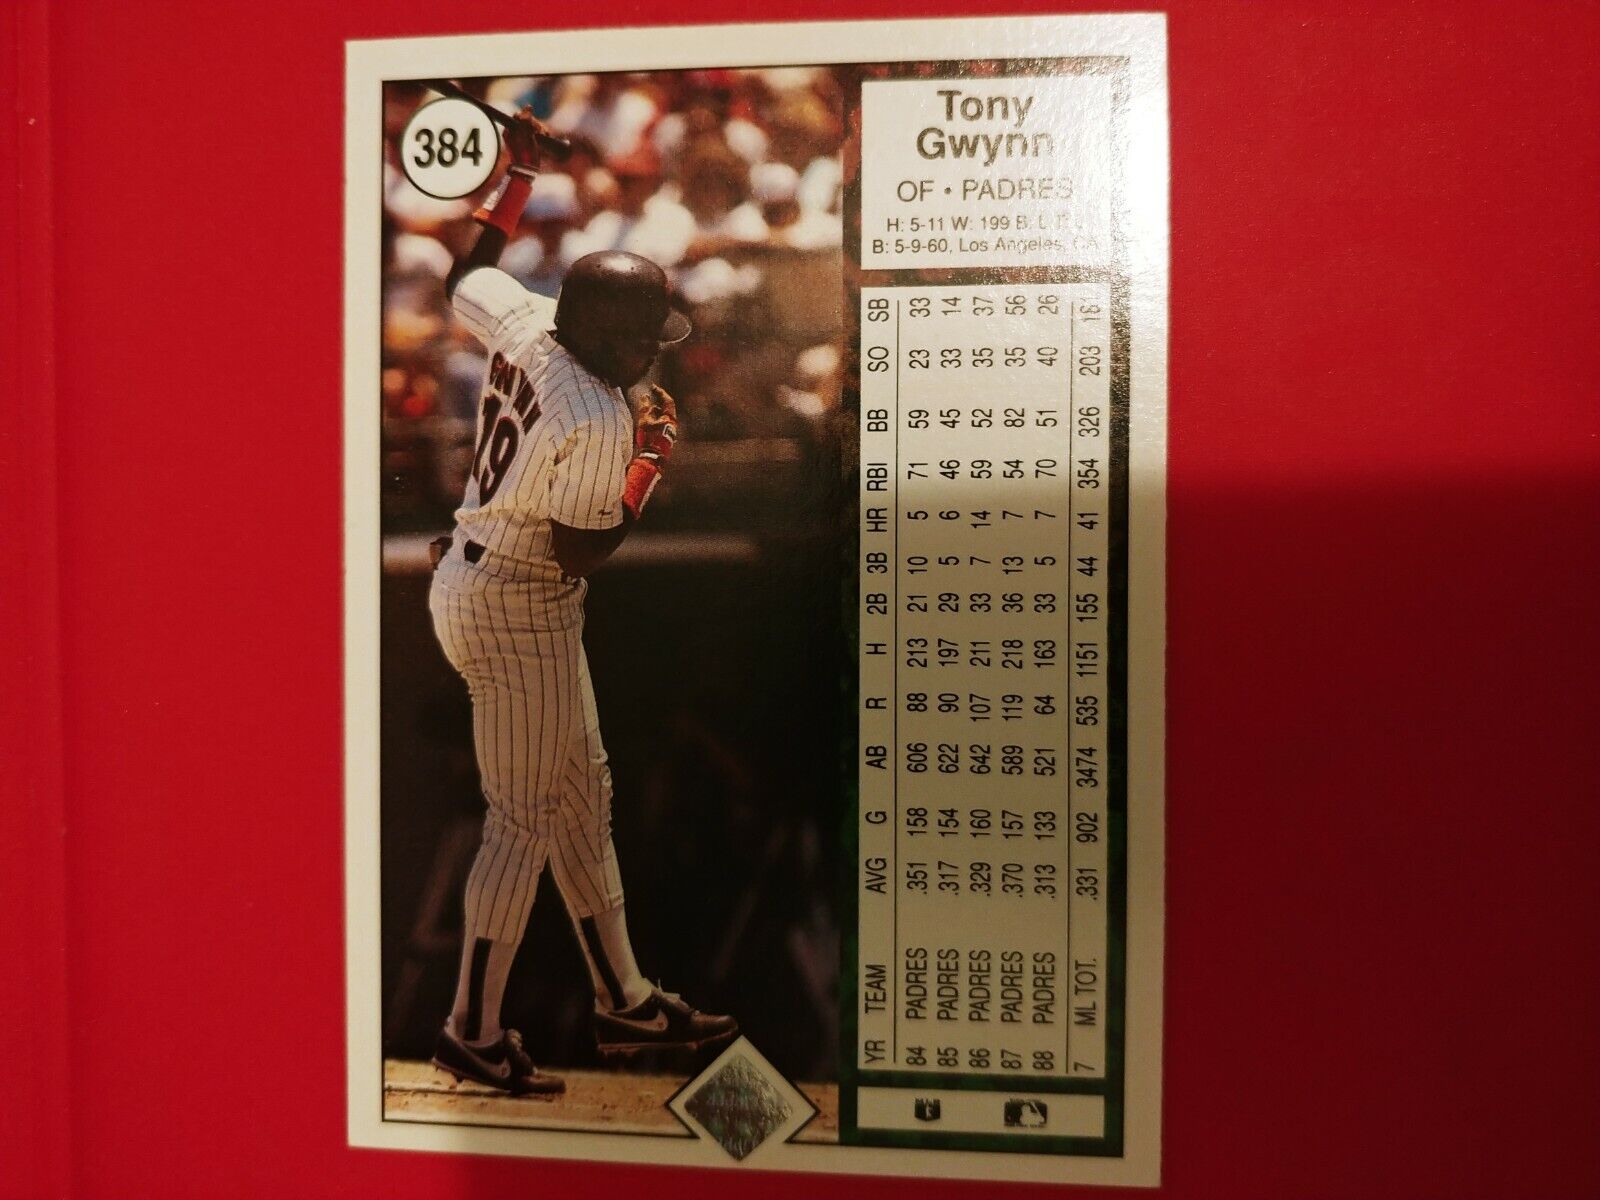 384
GWYNN
19
Tony
Gwynn
OF • PADRES
H: 5-11 W: 199 B: L T: L
B: 5-9-60, Los Angeles, CA
YR TEAM AVG G AB R H 2B 3B HR RBI BB SO SB
84 PADRES .351 158 606 88 213 21 10 5 71 59 23 33
85 PADRES .317 154 622 90 197 29 5 6 46 45 33 14
86 PADRES .329 160 642 107 211 33 7 14 59 52 35 37
87 PADRES .370 157 589 119 218 36 13 7 54 82 35 56
88 PADRES .313 133 521 64 163 33 5 7 70 51 40 26
7 ML TOT. .331 902 3474 535 1151 155 44 41 354 326 203